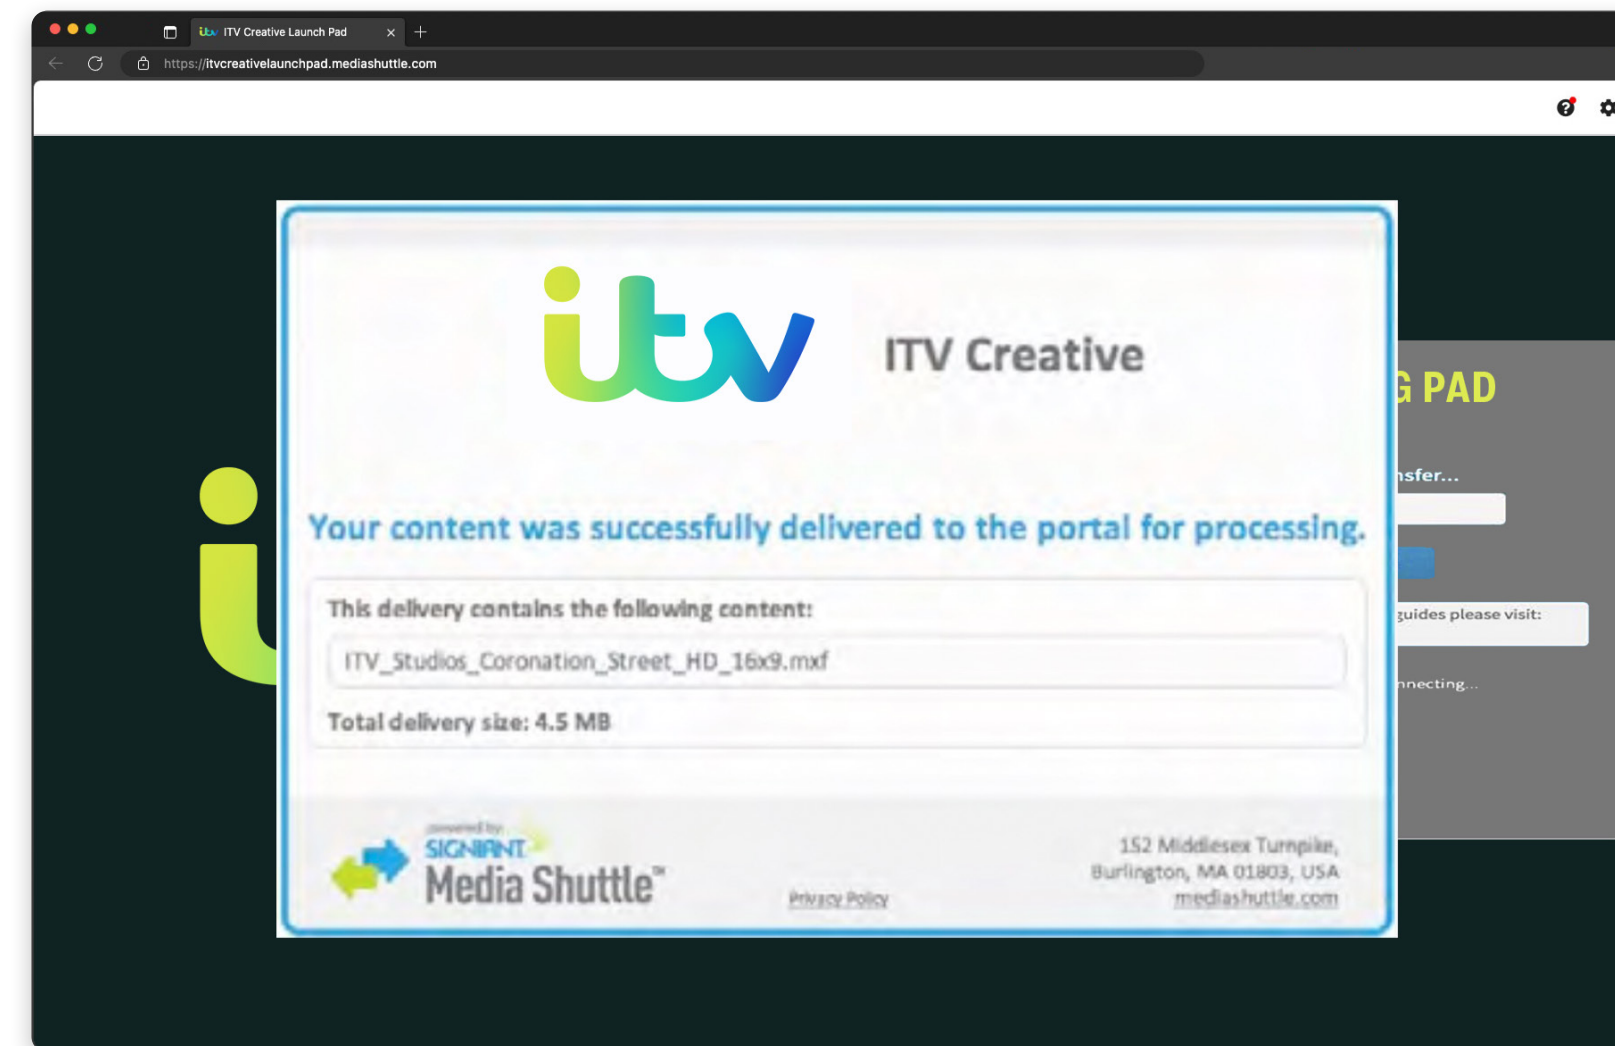 itv ITV Creative Launch Pad
https://itvcreativelaunchpad.mediashuttle.com
itv
ITV Creative
Your content was successfully delivered to the portal for processing.
This delivery contains the following content:
ITV_Studios_Coronation_Street_HD_16x9.mxf
Total delivery size: 4.5 MB
powered by:
SIGNIANT
Media Shuttle™
Privacy Policy
152 Middlesex Turnpike,
Burlington, MA 01803, USA
mediashuttle.com
G PAD
nsfer...
guides please visit:
nnecting...